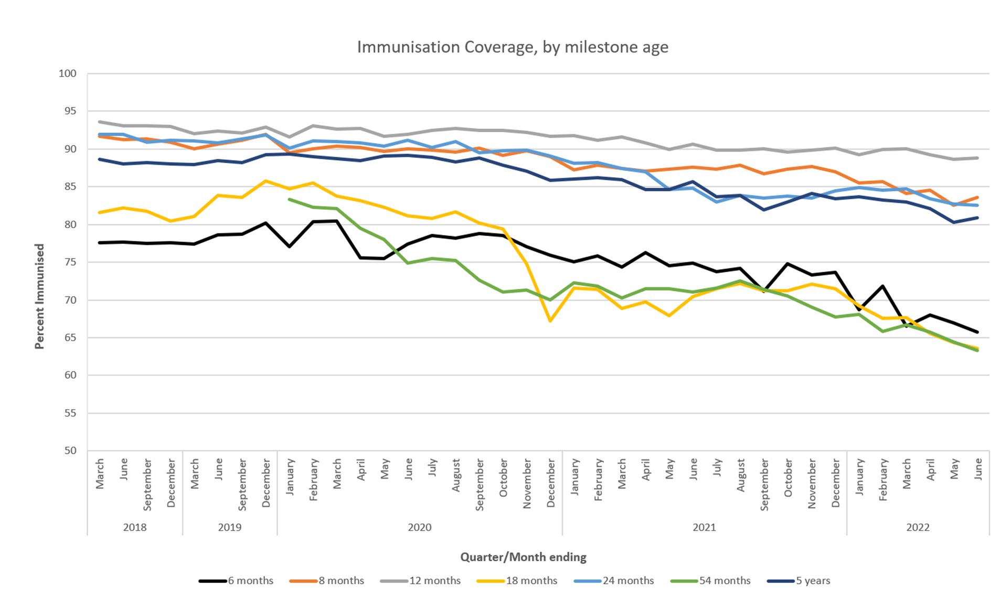 Immunisation Coverage, by milestone age
100
95
90
85
80
75
70
65
60
55
50
Percent Immunised
March June September December March June September December January February March April May June July August September October November December January February March April May June July August September October November December January February March April May June
2018 2019 2020 2021 2022
Quarter/Month ending
6 months 8 months 12 months 18 months 24 months 54 months 5 years